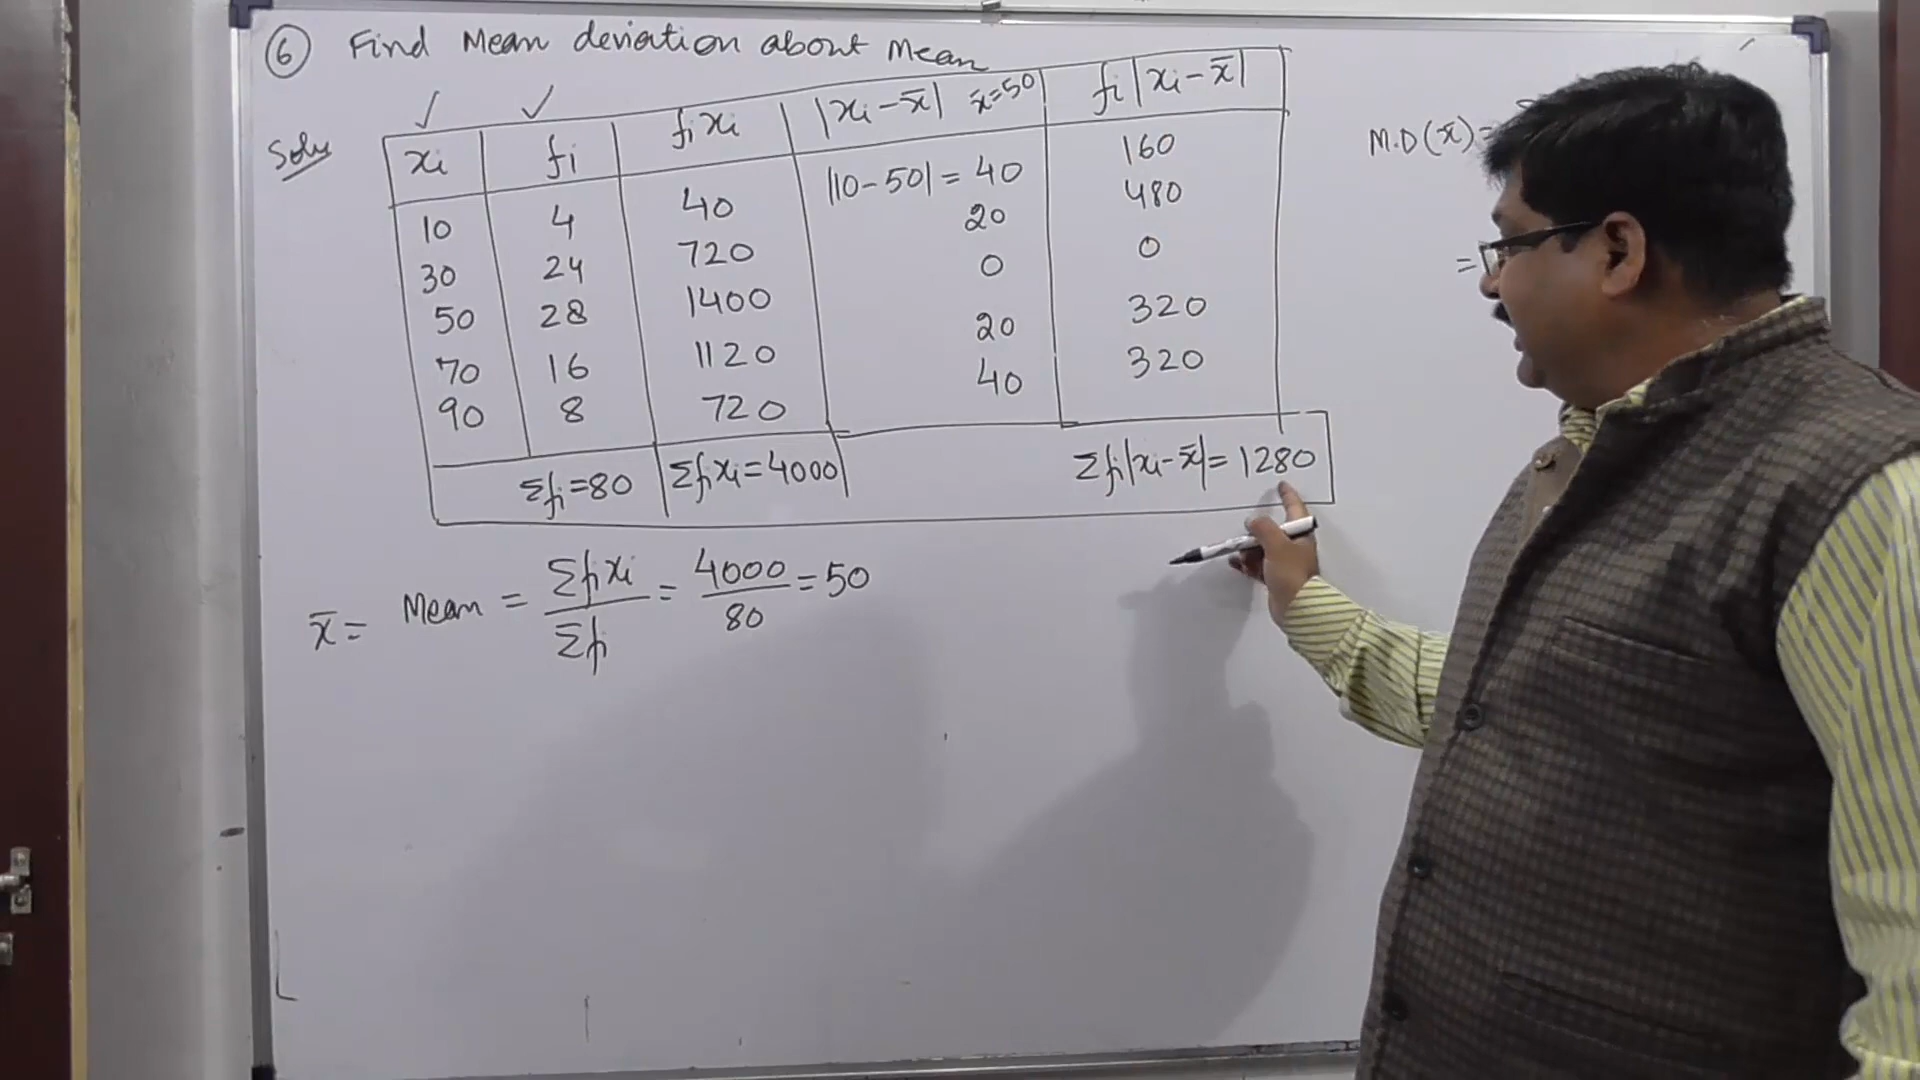 ⑥ Find Mean deviation about Mean
Solu
xi fi fixi |xi-x̄| x̄=50 fi|xi-x̄|
10 4 40 |10-50|=40 160
30 24 720 20 480
50 28 1400 0 0
70 16 1120 20 320
90 8 720 40 320
Σfi=80 Σfixi=4000 Σfi|xi-x̄|=1280
x̄ = Mean = Σfixi/Σfi = 4000/80 = 50
M.D(x̄)=
=